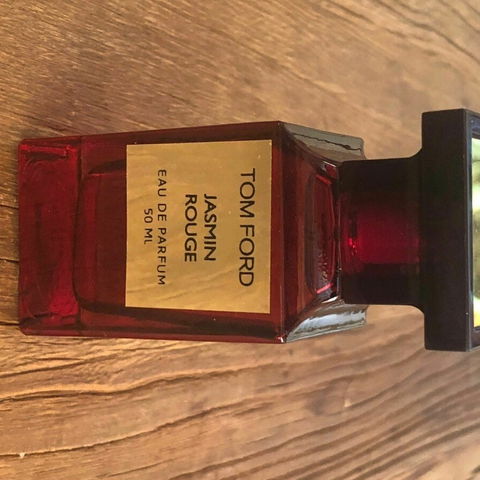 TOM FORD
JASMIN
ROUGE
EAU DE PARFUM
50 ML